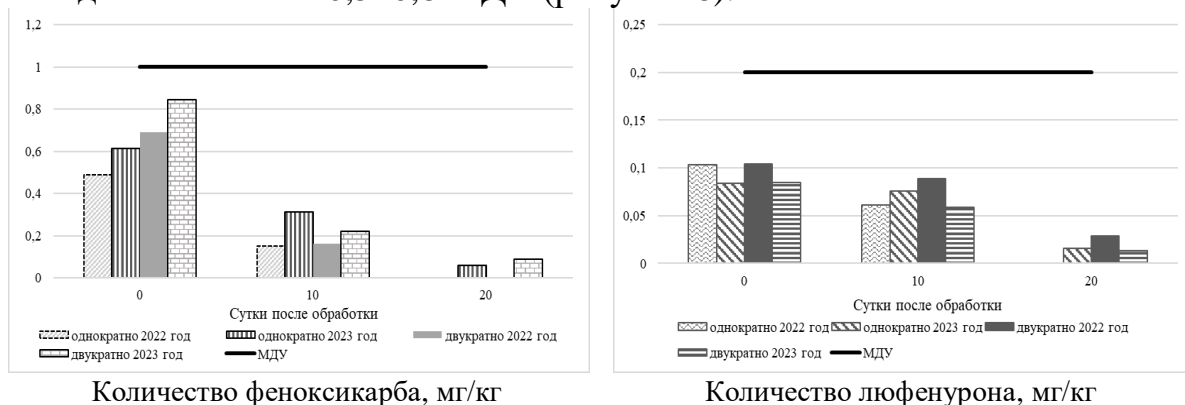 1,2
1
0,8
0,6
0,4
0,2
0
0 10 20
Сутки после обработки
однократно 2022 год однократно 2023 год двукратно 2022 год
двукратно 2023 год МДУ
Количество феноксикарба, мг/кг
0,25
0,2
0,15
0,1
0,05
0
0 10 20
Сутки после обработки
однократно 2022 год однократно 2023 год двукратно 2022 год
двукратно 2023 год МДУ
Количество люфенурона, мг/кг